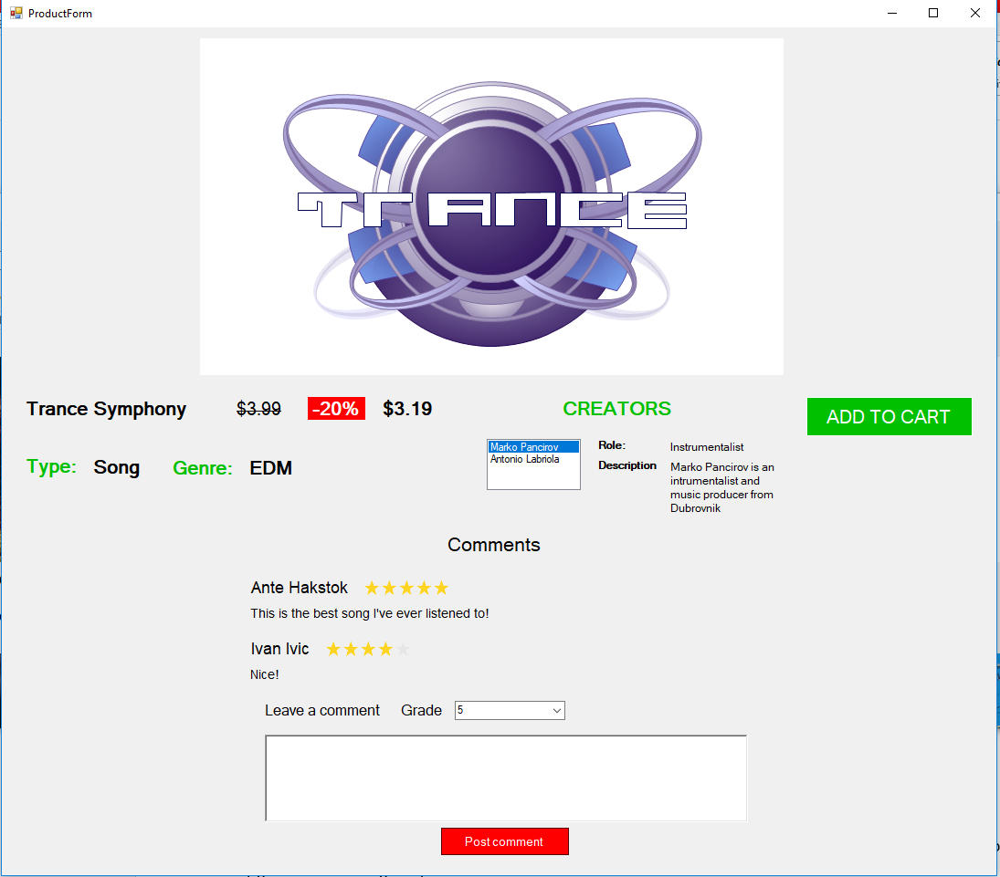 ProductForm
TRANCE
Trance Symphony $3.99 -20% $3.19
CREATORS
ADD TO CART
Type: Song Genre: EDM
Marko Pancirov
Antonio Labriola
Role: Instrumentalist
Description Marko Pancirov is an
intrumentalist and
music producer from
Dubrovnik
Comments
Ante Hakstok
This is the best song I've ever listened to!
Ivan Ivic
Nice!
Leave a comment Grade 5
Post comment